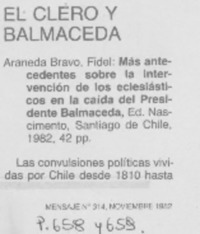 EL CLERO Y
BALMACEDA
Araneda Bravo, Fidel: Más ante-
cedentes sobre la inter-
vención de los eclesiásti-
cos en la caída del Presi-
dente Balmaceda, Ed. Nas-
cimento, Santiago de Chile,
1982, 42 pp.
Las convulsiones políticas vivi-
das por Chile desde 1810 hasta
MENSAJE N° 314, NOVIEMBRE 1982
P. 658 y 659.